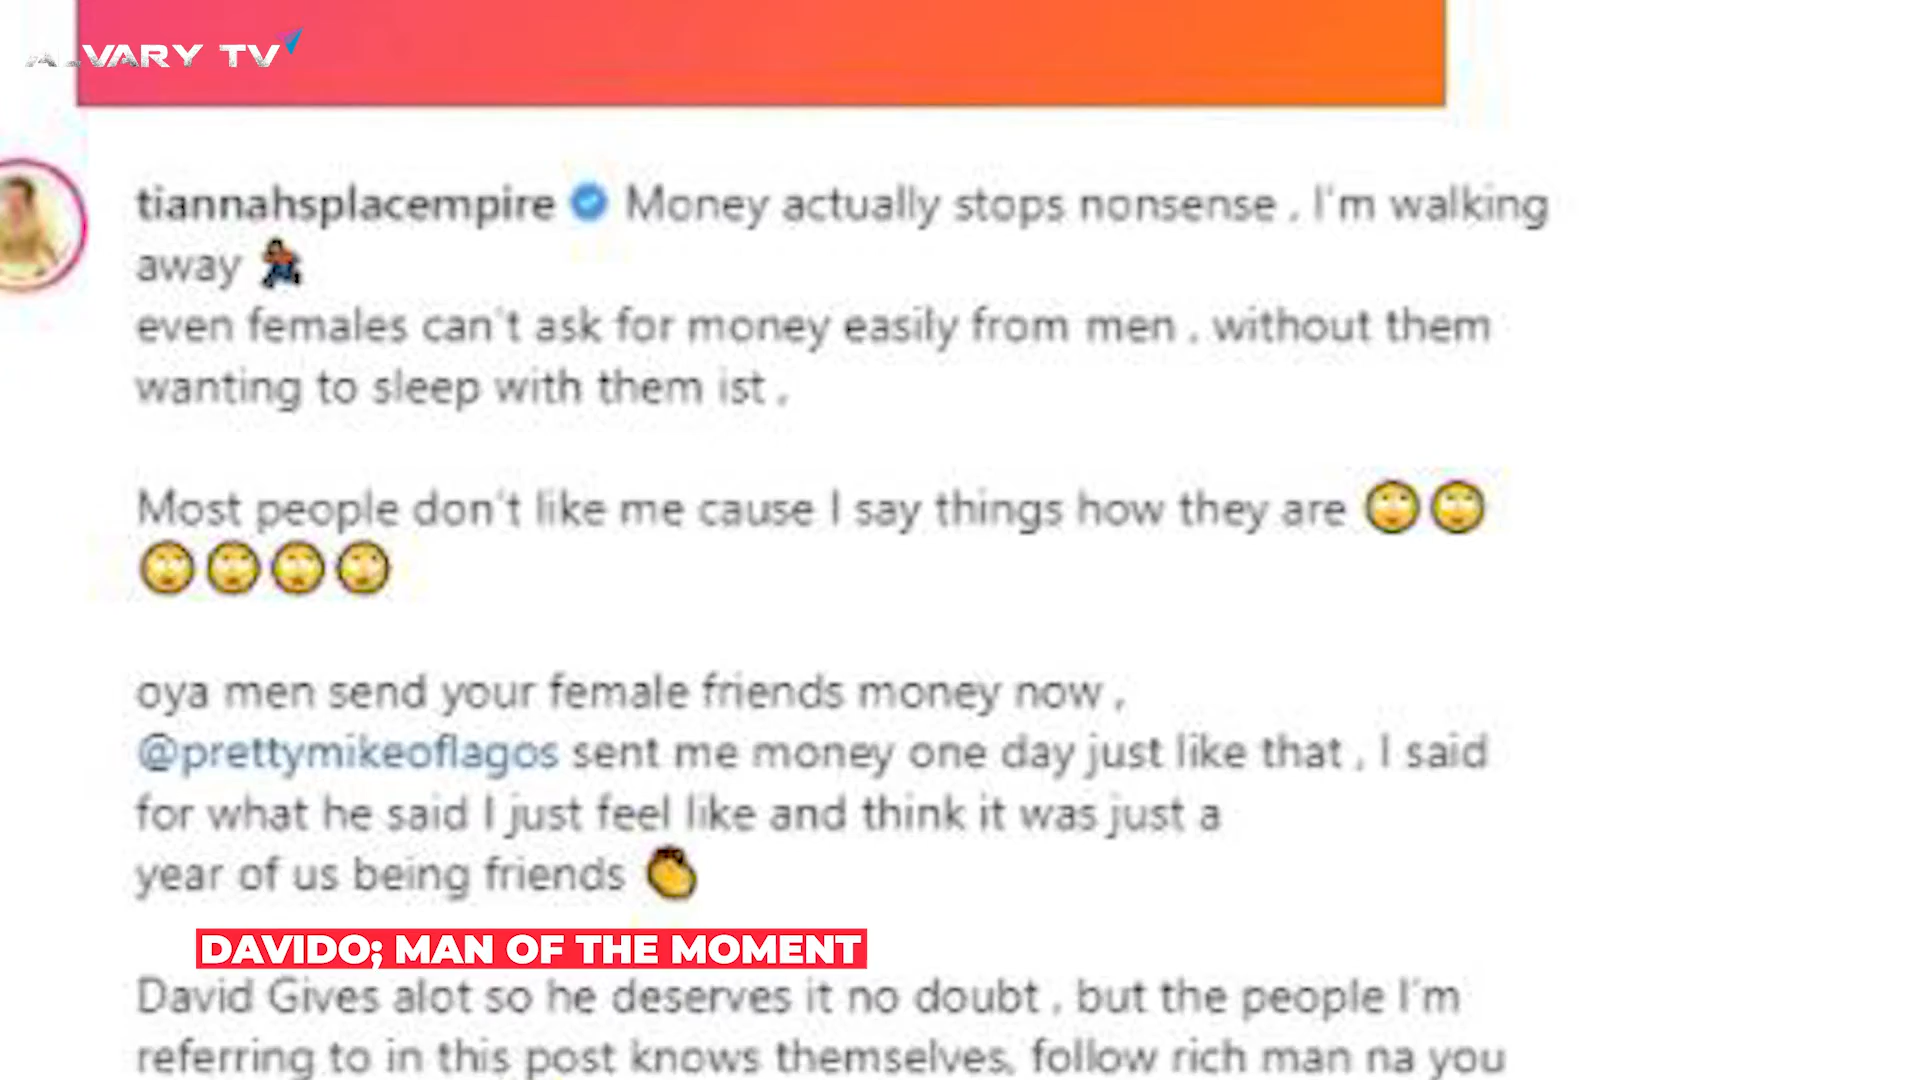 ALVARY TV
tiannahsplacempire Money actually stops nonsense , I'm walking
away
even females can't ask for money easily from men , without them
wanting to sleep with them ist ,
Most people don't like me cause I say things how they are
oya men send your female friends money now ,
@prettymikeoflagos sent me money one day just like that , I said
for what he said I just feel like and think it was just a
year of us being friends
DAVIDO; MAN OF THE MOMENT
David Gives alot so he deserves it no doubt , but the people I'm
referring to in this post knows themselves, follow rich man na you